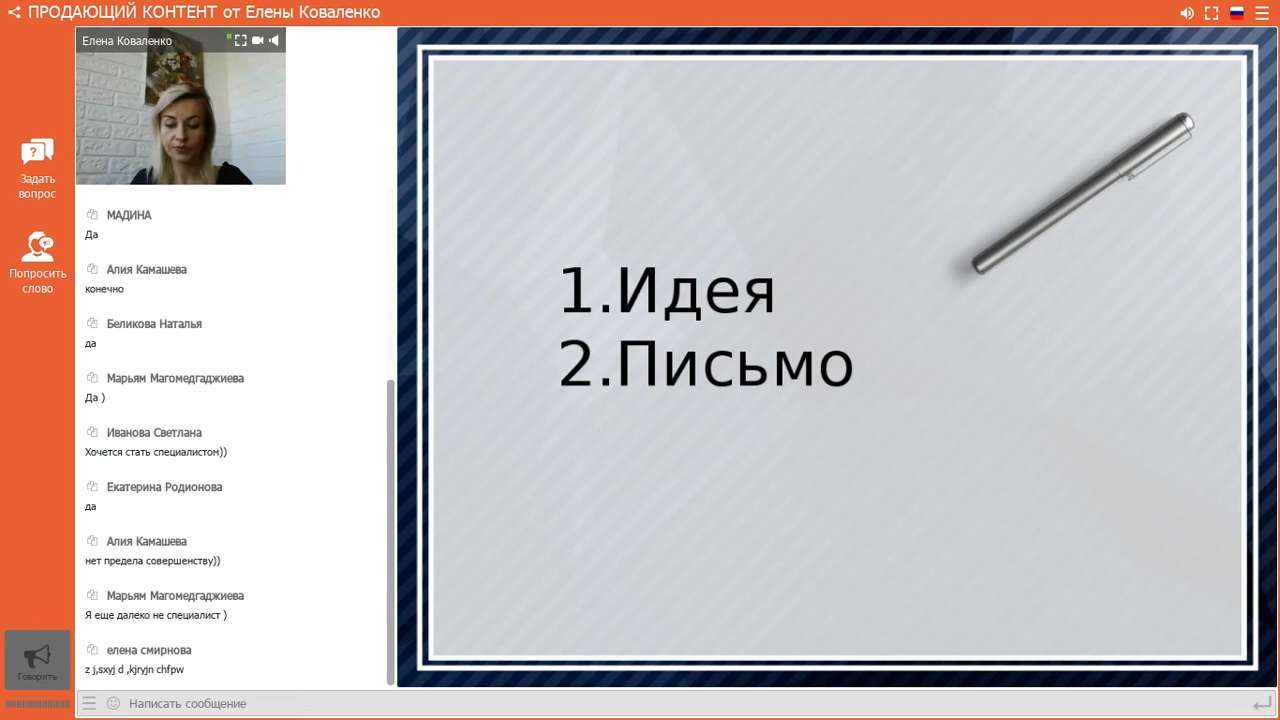 ПРОДАЮЩИЙ КОНТЕНТ от Елены Коваленко
Елена Коваленко
Задать
вопрос
Попросить
слово
МАДИНА
Да
Алия Камашева
конечно
Беликова Наталья
да
Марьям Магомедгаджиева
Да )
Иванова Светлана
Хочется стать специалистом))
Екатерина Родионова
да
Алия Камашева
нет предела совершенству))
Марьям Магомедгаджиева
Я еще далеко не специалист )
елена смирнова
z j,sxyj d ,kjryjn chfpw
Говорить
Написать сообщение
1.Идея
2.Письмо